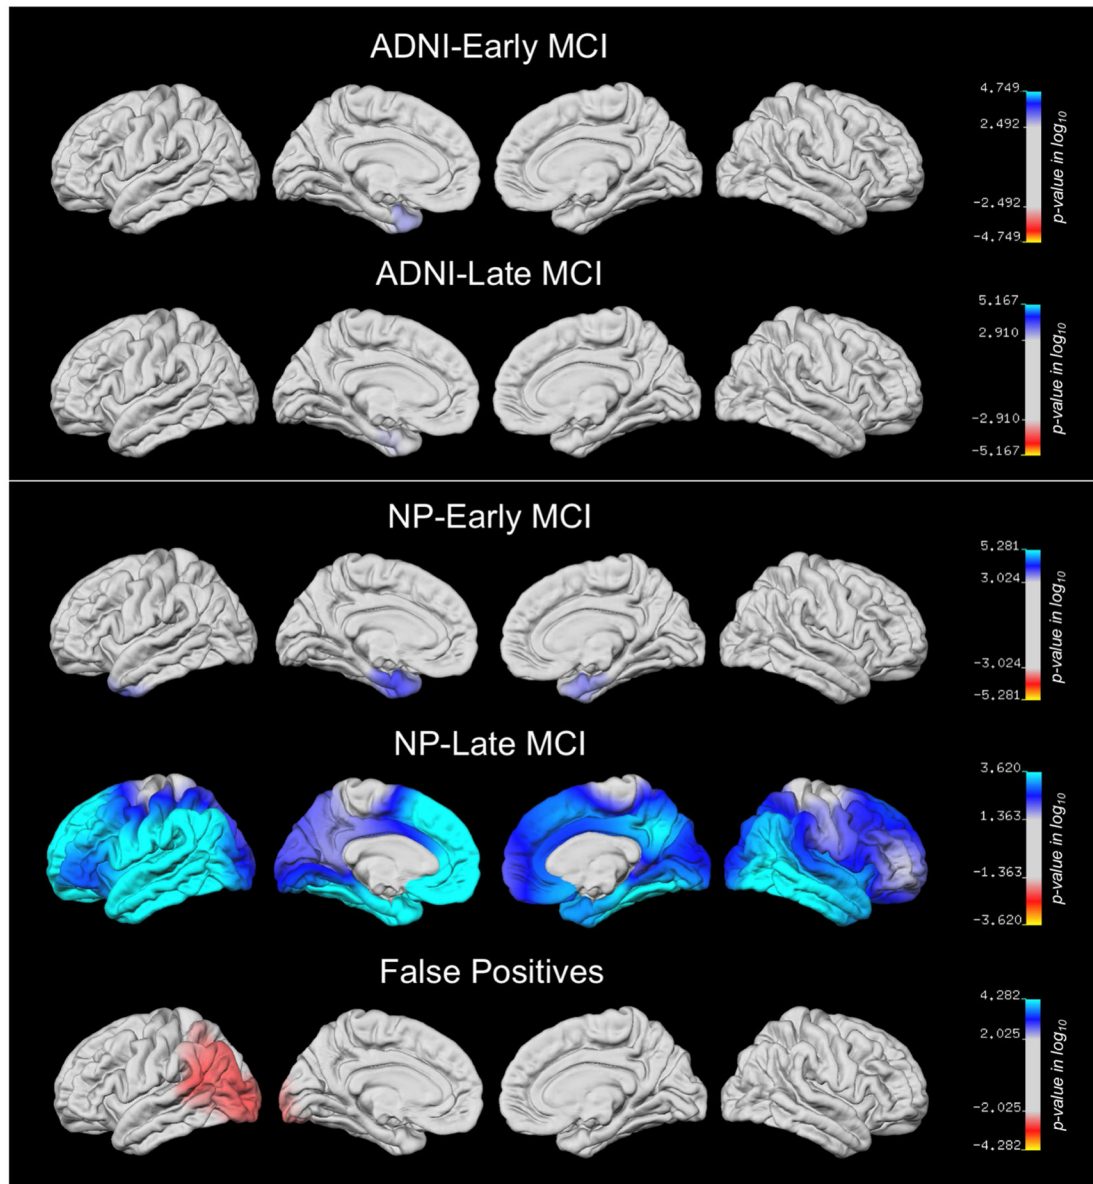 ADNI-Early MCI
4.749
2.492
-2.492
-4.749
p-value in log10
ADNI-Late MCI
5.167
2.910
-2.910
-5.167
p-value in log10
NP-Early MCI
5.281
3.024
-3.024
-5.281
p-value in log10
NP-Late MCI
3.620
1.363
-1.363
-3.620
p-value in log10
False Positives
4.282
2.025
-2.025
-4.282
p-value in log10